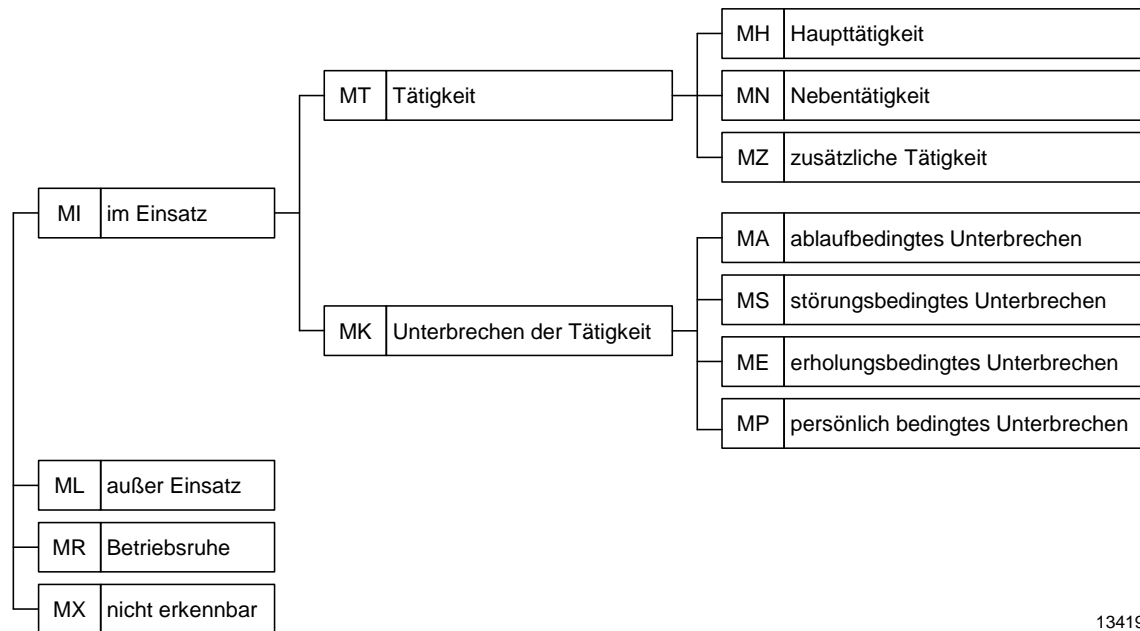 MH Haupttätigkeit
MT Tätigkeit
MN Nebentätigkeit
MZ zusätzliche Tätigkeit
MI im Einsatz
MA ablaufbedingtes Unterbrechen
MS störungsbedingtes Unterbrechen
MK Unterbrechen der Tätigkeit
ME erholungsbedingtes Unterbrechen
MP persönlich bedingtes Unterbrechen
ML außer Einsatz
MR Betriebsruhe
MX nicht erkennbar
13419